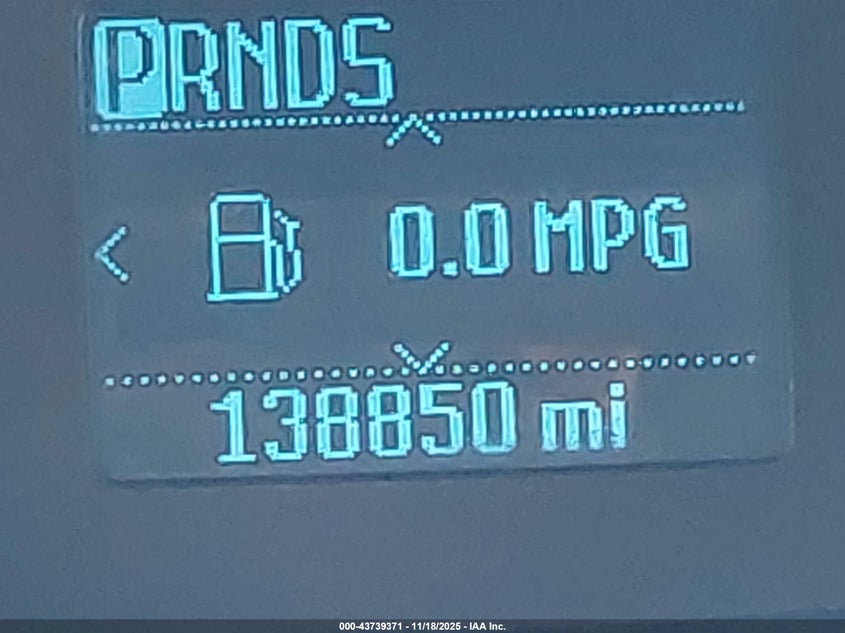 PRNDS
0.0 MPG
138850 mi
000-43739371 - 11/18/2025 - IAA Inc.